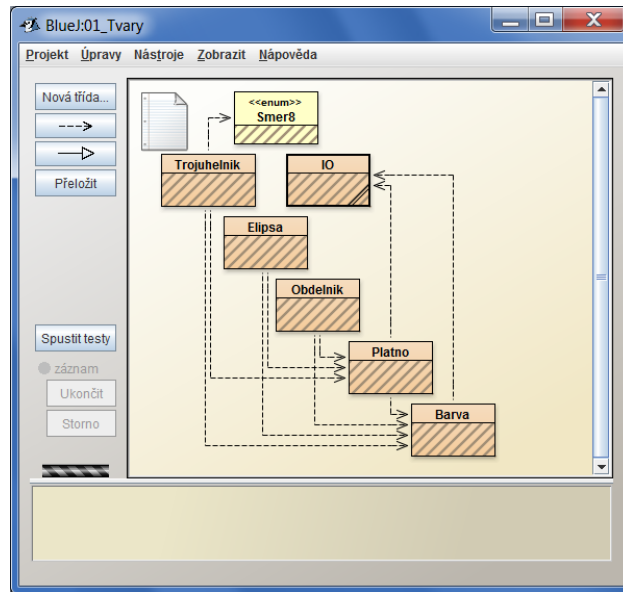 BlueJ:01_Tvary
Projekt Úpravy Nástroje Zobrazit Nápověda
Nová třída...
Přeložit
<<enum>>
Smer8
Trojuhelnik
IO
Elipsa
Obdelnik
Platno
Barva
Spustit testy
záznam
Ukončit
Storno